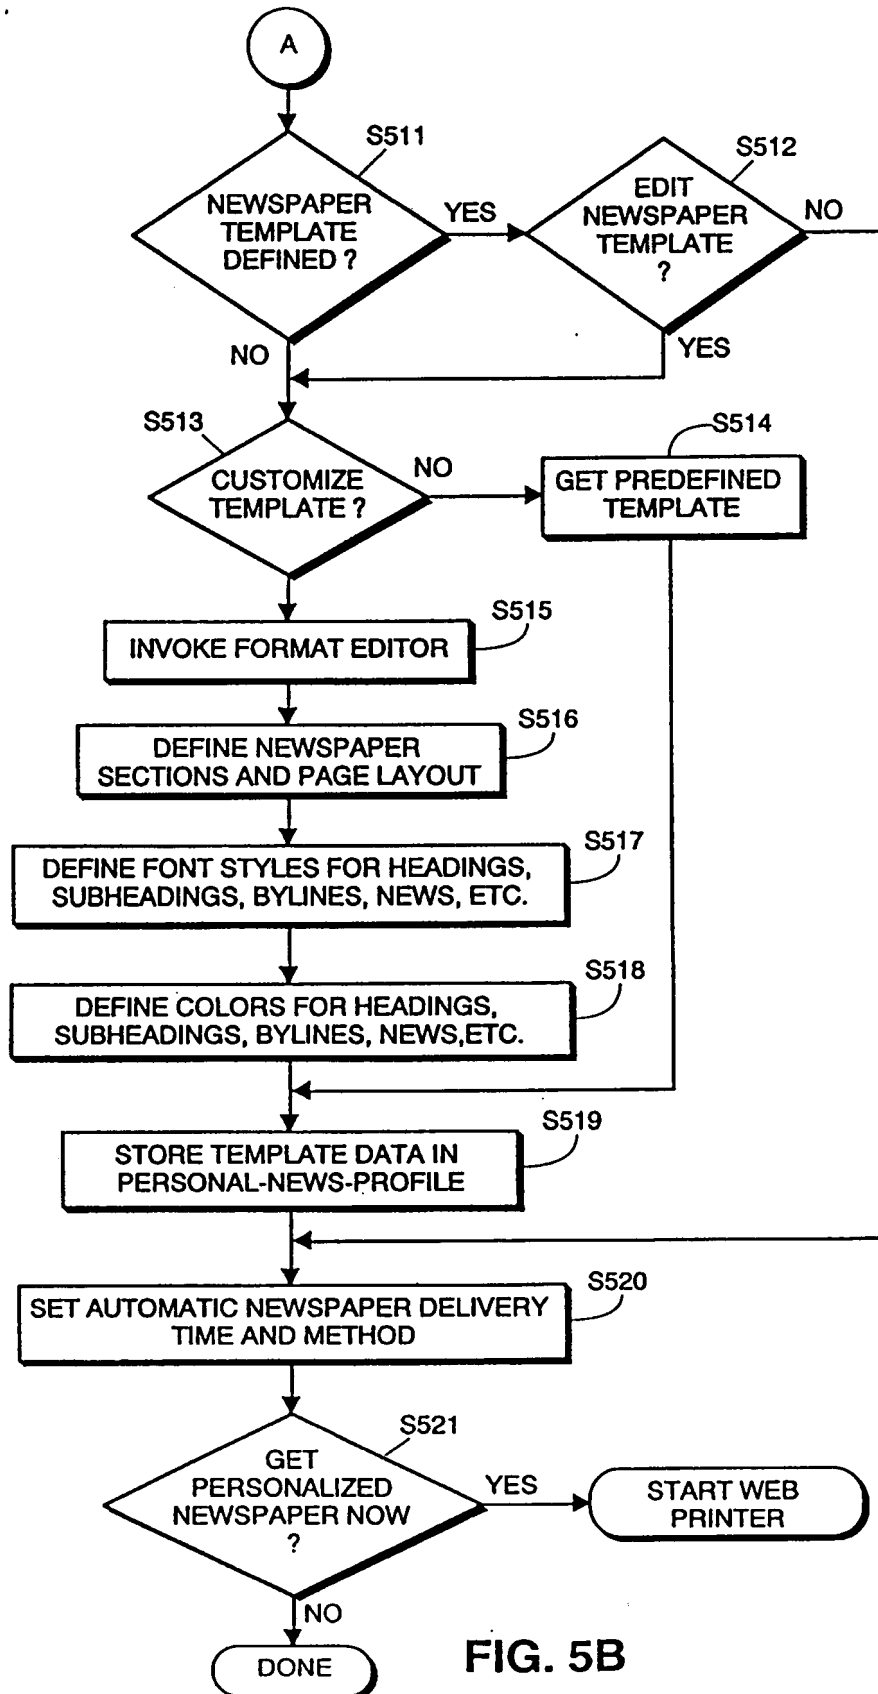 A
S511
NEWSPAPER
TEMPLATE
DEFINED ?
YES
NO
S512
EDIT
NEWSPAPER
TEMPLATE
?
NO
YES
S513
CUSTOMIZE
TEMPLATE ?
NO
S514
GET PREDEFINED
TEMPLATE
S515
INVOKE FORMAT EDITOR
S516
DEFINE NEWSPAPER
SECTIONS AND PAGE LAYOUT
S517
DEFINE FONT STYLES FOR HEADINGS,
SUBHEADINGS, BYLINES, NEWS, ETC.
S518
DEFINE COLORS FOR HEADINGS,
SUBHEADINGS, BYLINES, NEWS,ETC.
S519
STORE TEMPLATE DATA IN
PERSONAL-NEWS-PROFILE
S520
SET AUTOMATIC NEWSPAPER DELIVERY
TIME AND METHOD
S521
GET
PERSONALIZED
NEWSPAPER NOW
?
YES
START WEB
PRINTER
NO
DONE
FIG. 5B